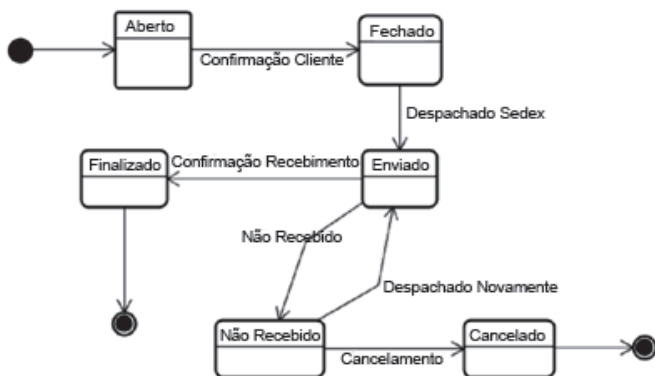 Aberto
Fechado
Confirmação Cliente
Despachado Sedex
Finalizado
Confirmação Recebimento
Enviado
Não Recebido
Despachado Novamente
Não Recebido
Cancelamento
Cancelado